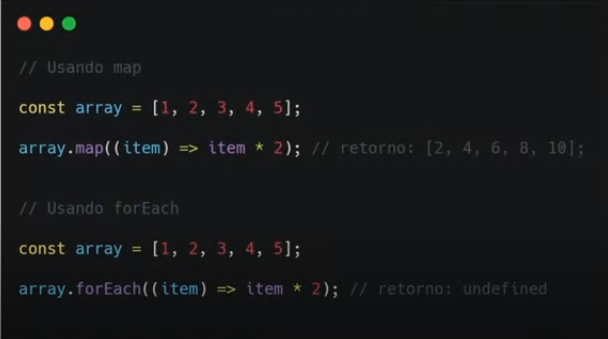 // Usando map
const array = [1, 2, 3, 4, 5];
array.map((item) => item * 2); // retorno: [2, 4, 6, 8, 10];
// Usando forEach
const array = [1, 2, 3, 4, 5];
array.forEach((item) => item * 2); // retorno: undefined